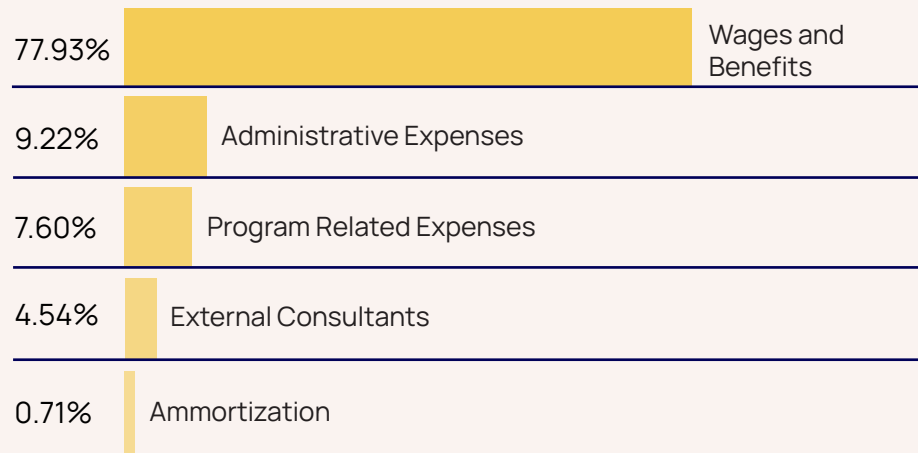 77.93%
Wages and
Benefits
9.22%
Administrative Expenses
7.60%
Program Related Expenses
4.54%
External Consultants
0.71%
Ammortization